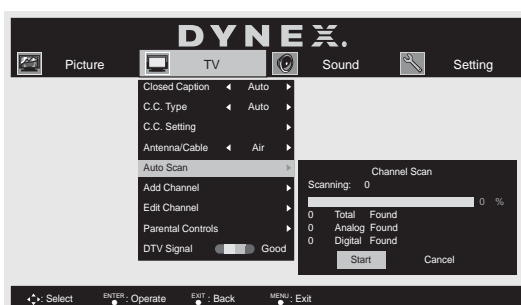 DYNEX.
Picture TV Sound Setting
Closed Caption Auto
C.C. Type Auto
C.C. Setting
Antenna/Cable Air
Auto Scan
Add Channel
Edit Channel
Parental Controls
DTV Signal Good
Channel Scan
Scanning: 0
0 %
0 Total Found
0 Analog Found
0 Digital Found
Start Cancel
: Select ENTER : Operate EXIT : Back MENU : Exit